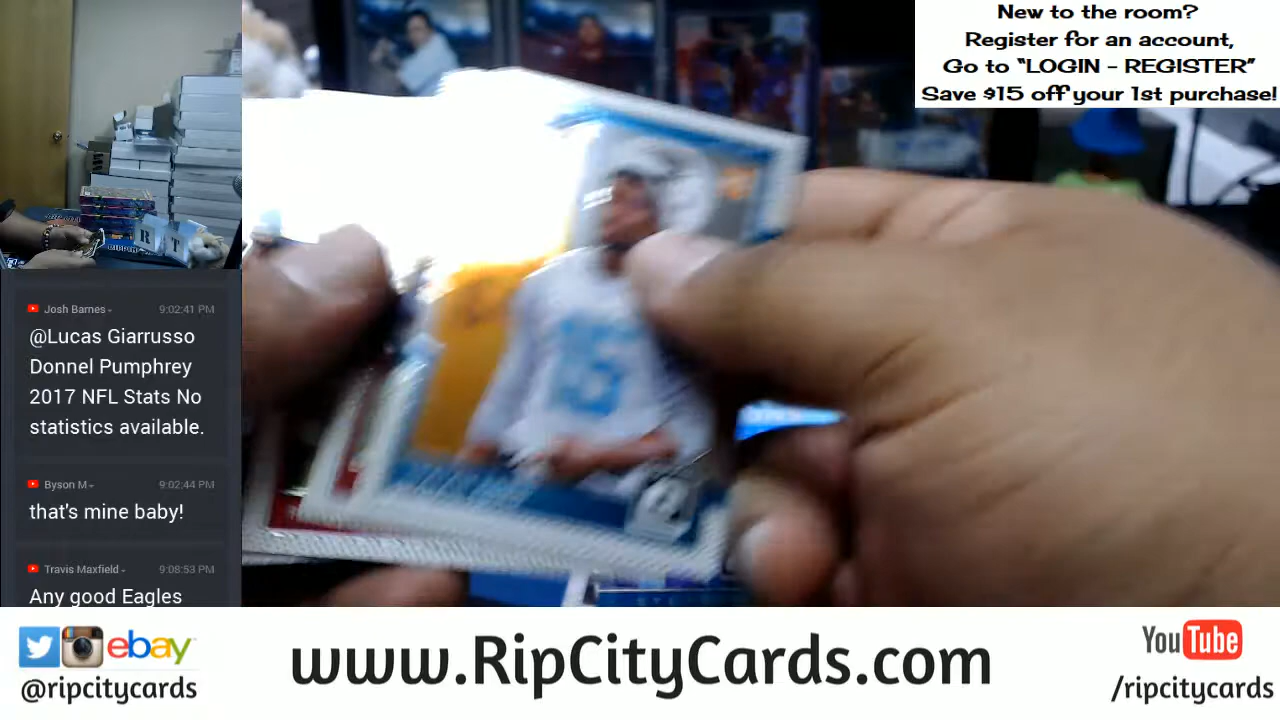 New to the room?
Register for an account,
Go to "LOGIN - REGISTER"
Save $15 off your 1st purchase!
Josh Barnes
9:02:41 PM
@Lucas Giarrusso
Donnel Pumphrey
2017 NFL Stats No
statistics available.
Byson M
9:02:44 PM
that's mine baby!
Travis Maxfield
9:08:53 PM
Any good Eagles
15
R
T
ebay
@ripcitycards
www.RipCityCards.com
YouTube
/ripcitycards